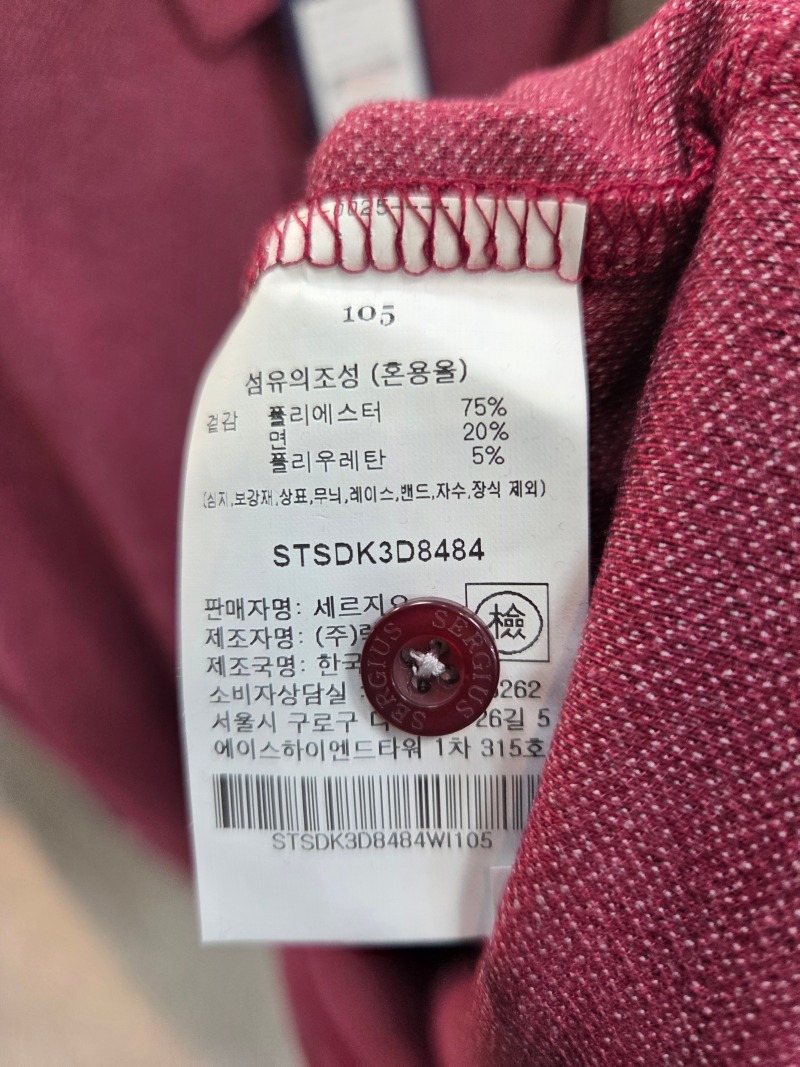 0025----
105
섬유의조성 (혼용율)
겉감 폴리에스터 75%
면 20%
폴리우레탄 5%
(심지,보강재,상표,무늬,레이스,밴드,자수,장식 제외)
STSDK3D8484
판매자명: 세르지오
檢
제조자명: (주)
제조국명: 한국
소비자상담실 262
서울시 구로구 26길 5
에이스하이엔드타워 1차 315호
SERGIUS SERGIUS
STSDK3D8484WI105